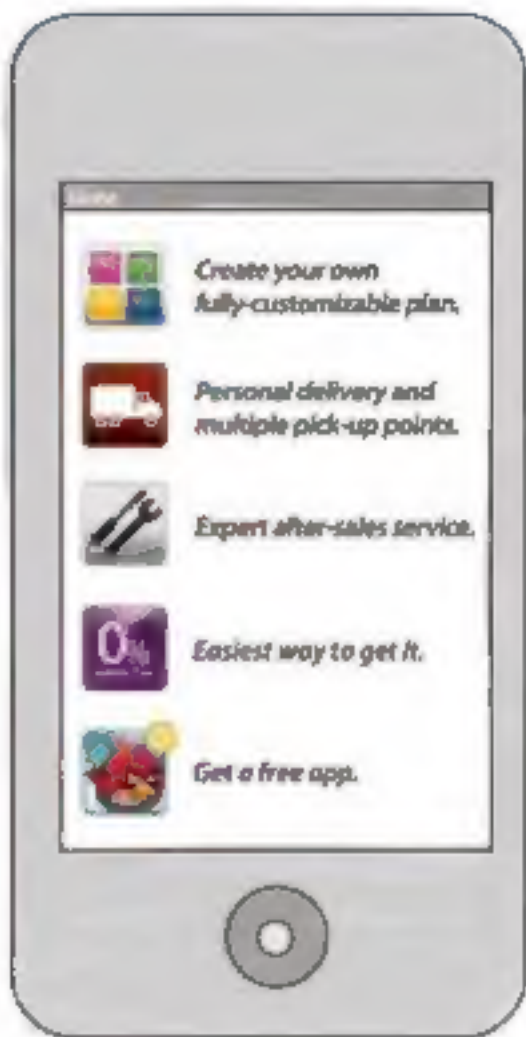 Create your own
fully-customizable plan.
Personal delivery and
multiple pick-up points.
Expert after-sales service.
0%
Easiest way to get it.
Get a free app.